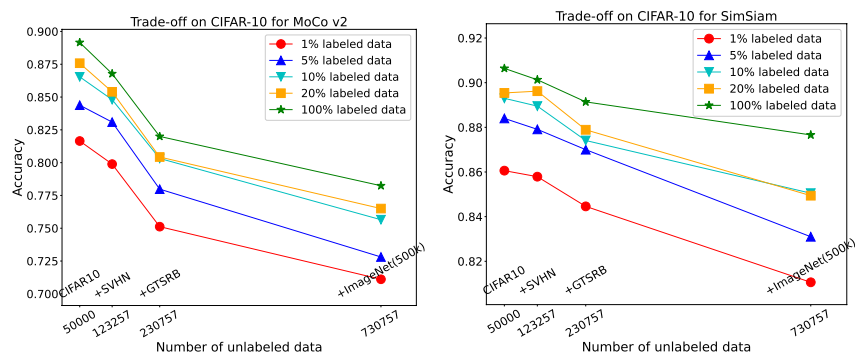 Trade-off on CIFAR-10 for MoCo v2
Accuracy
0.900
0.875
0.850
0.825
0.800
0.775
0.750
0.725
0.700
1% labeled data
5% labeled data
10% labeled data
20% labeled data
100% labeled data
CIFAR10
+SVHN
+GTSRB
+ImageNet(500k)
50000
123257
230757
730757
Number of unlabeled data
Trade-off on CIFAR-10 for SimSiam
Accuracy
0.92
0.90
0.88
0.86
0.84
0.82
1% labeled data
5% labeled data
10% labeled data
20% labeled data
100% labeled data
CIFAR10
+SVHN
+GTSRB
+ImageNet(500k)
50000
123257
230757
730757
Number of unlabeled data